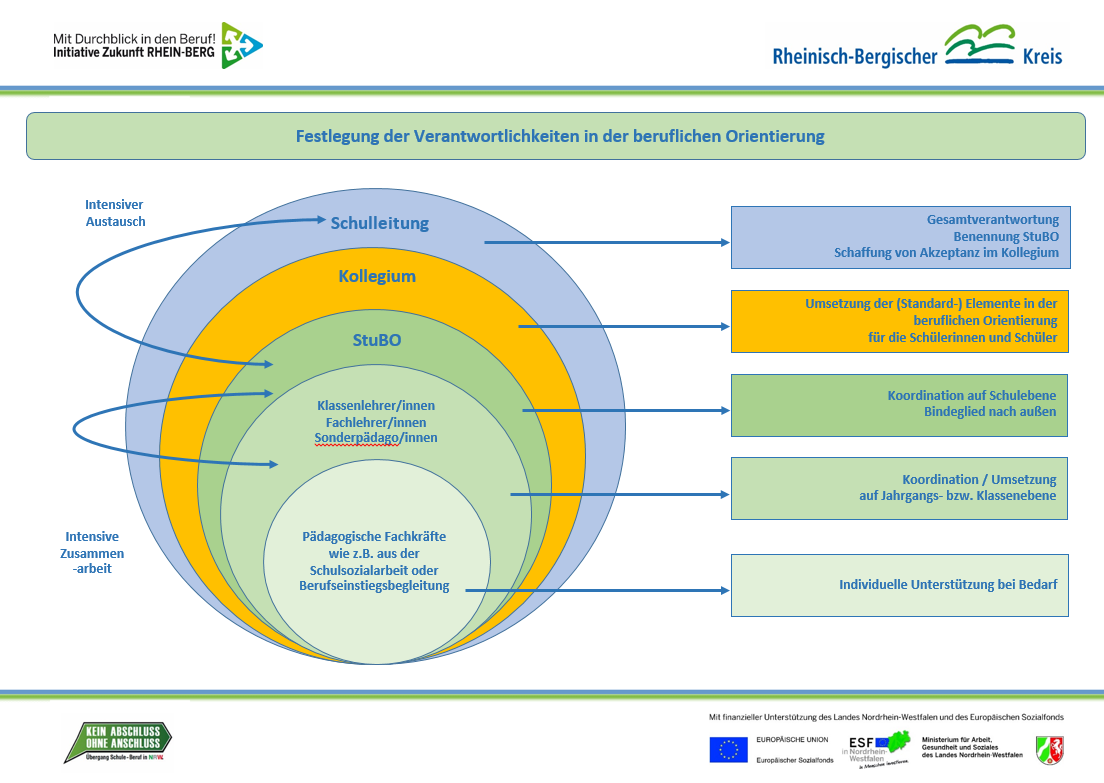 Mit Durchblick in den Beruf!
Initiative Zukunft RHEIN-BERG
Rheinisch-Bergischer Kreis
Festlegung der Verantwortlichkeiten in der beruflichen Orientierung
Intensiver
Austausch
Schulleitung
Kollegium
StuBO
Klassenlehrer/innen
Fachlehrer/innen
Sonderpädago/innen
Pädagogische Fachkräfte
wie z.B. aus der
Schulsozialarbeit oder
Berufseinstiegsbegleitung
Intensive
Zusammen
-arbeit
Gesamtverantwortung
Benennung StuBO
Schaffung von Akzeptanz im Kollegium
Umsetzung der (Standard-) Elemente in der
beruflichen Orientierung
für die Schülerinnen und Schüler
Koordination auf Schulebene
Bindeglied nach außen
Koordination / Umsetzung
auf Jahrgangs- bzw. Klassenebene
Individuelle Unterstützung bei Bedarf
KEIN ABSCHLUSS
OHNE ANSCHLUSS
Übergang Schule - Beruf in NRW
Mit finanzieller Unterstützung des Landes Nordrhein-Westfalen und des Europäischen Sozialfonds
EUROPÄISCHE UNION
Europäischer Sozialfonds
ESF
in Nordrhein-
Westfalen
in Menschen investieren.
Ministerium für Arbeit,
Gesundheit und Soziales
des Landes Nordrhein-Westfalen